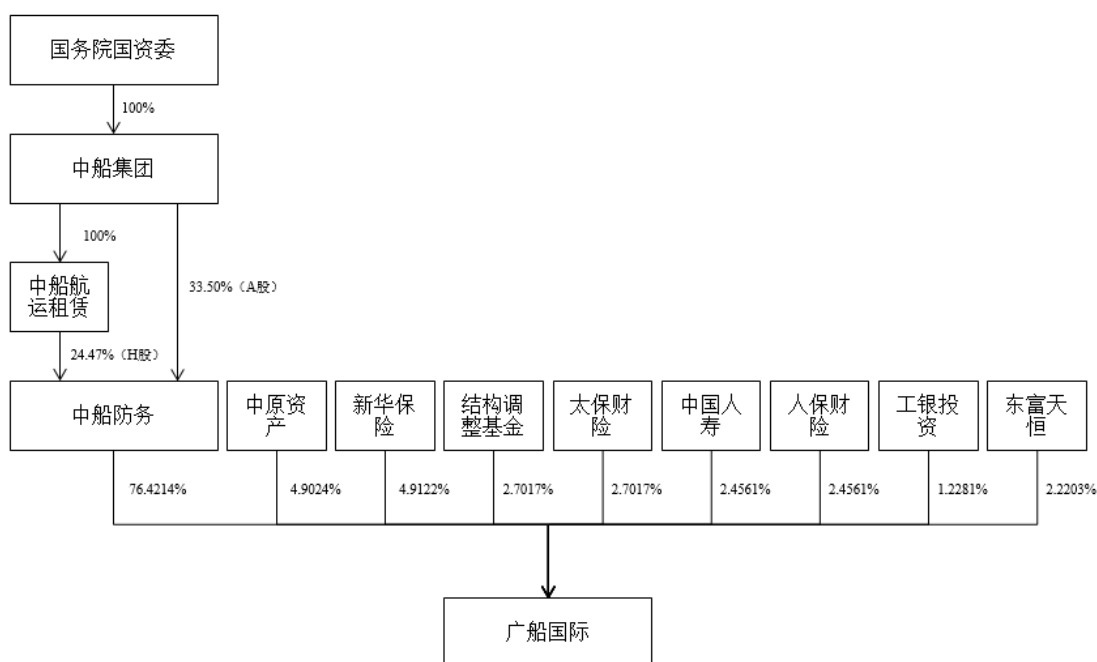 国务院国资委
100%
中船集团
100%
中船航
运租赁
33.50%（A股）
24.47%（H股）
中船防务
中原资
产
新华保
险
结构调
整基金
太保财
险
中国人
寿
人保财
险
工银投
资
东富天
恒
76.4214%
4.9024%
4.9122%
2.7017%
2.7017%
2.4561%
2.4561%
1.2281%
2.2203%
广船国际